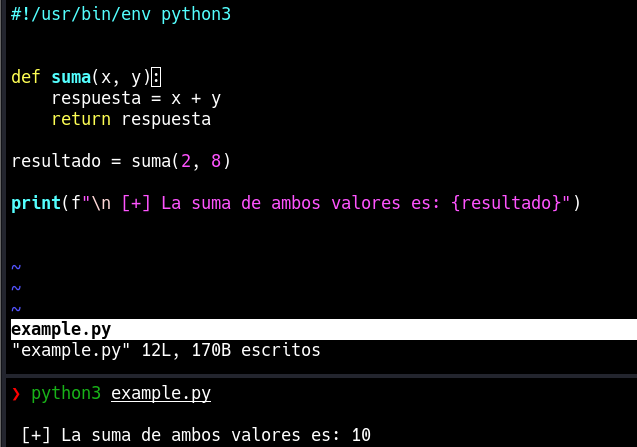 #!/usr/bin/env python3
def suma(x, y):
    respuesta = x + y
    return respuesta
resultado = suma(2, 8)
print(f"\n [+] La suma de ambos valores es: {resultado}")
~
~
~
example.py
"example.py" 12L, 170B escritos
❯ python3 example.py
[+] La suma de ambos valores es: 10